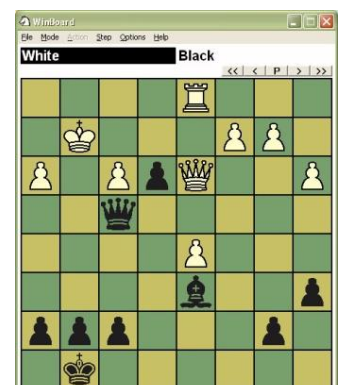 WinBoard
File Mode Action Step Options Help
White Black
<< < P > >>